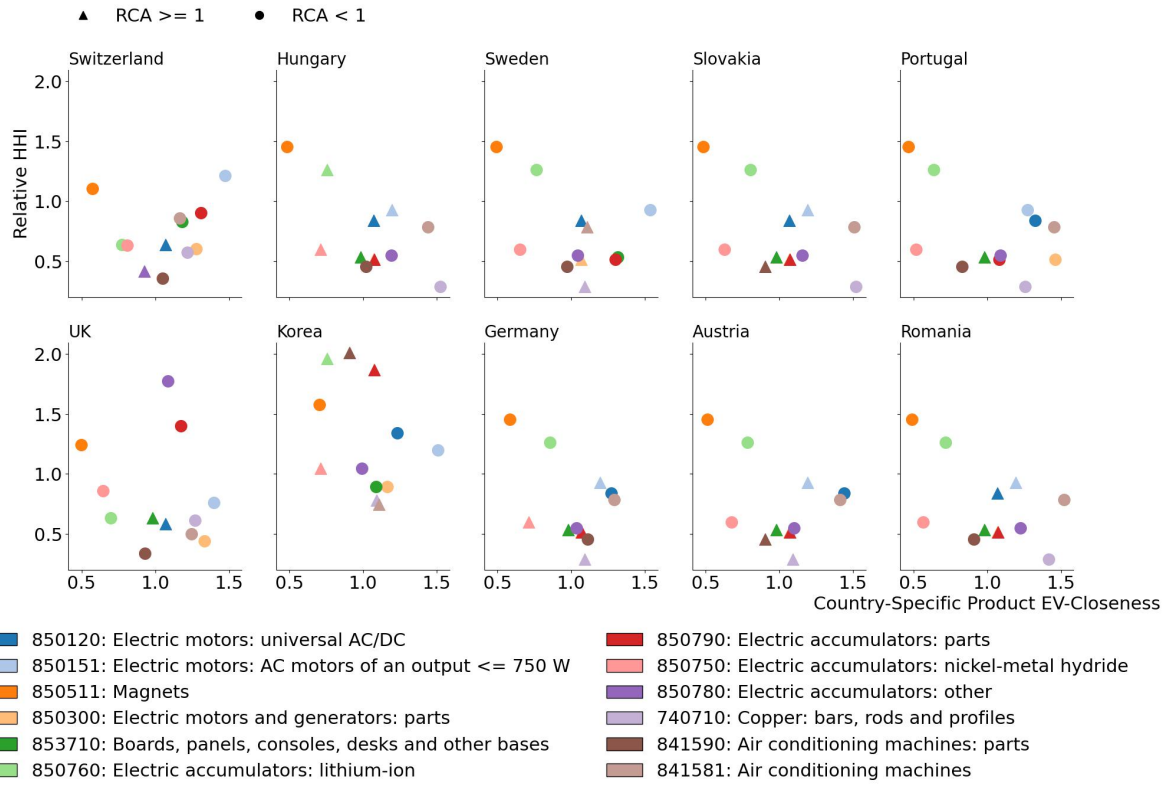 RCA >= 1 RCA < 1
Switzerland Hungary Sweden Slovakia Portugal
Relative HHI
2.0
1.5
1.0
0.5
UK Korea Germany Austria Romania
2.0
1.5
1.0
0.5
0.5 1.0 1.5 0.5 1.0 1.5 0.5 1.0 1.5 0.5 1.0 1.5 0.5 1.0 1.5
Country-Specific Product EV-Closeness
850120: Electric motors: universal AC/DC
850151: Electric motors: AC motors of an output <= 750 W
850511: Magnets
850300: Electric motors and generators: parts
853710: Boards, panels, consoles, desks and other bases
850760: Electric accumulators: lithium-ion
850790: Electric accumulators: parts
850750: Electric accumulators: nickel-metal hydride
850780: Electric accumulators: other
740710: Copper: bars, rods and profiles
841590: Air conditioning machines: parts
841581: Air conditioning machines